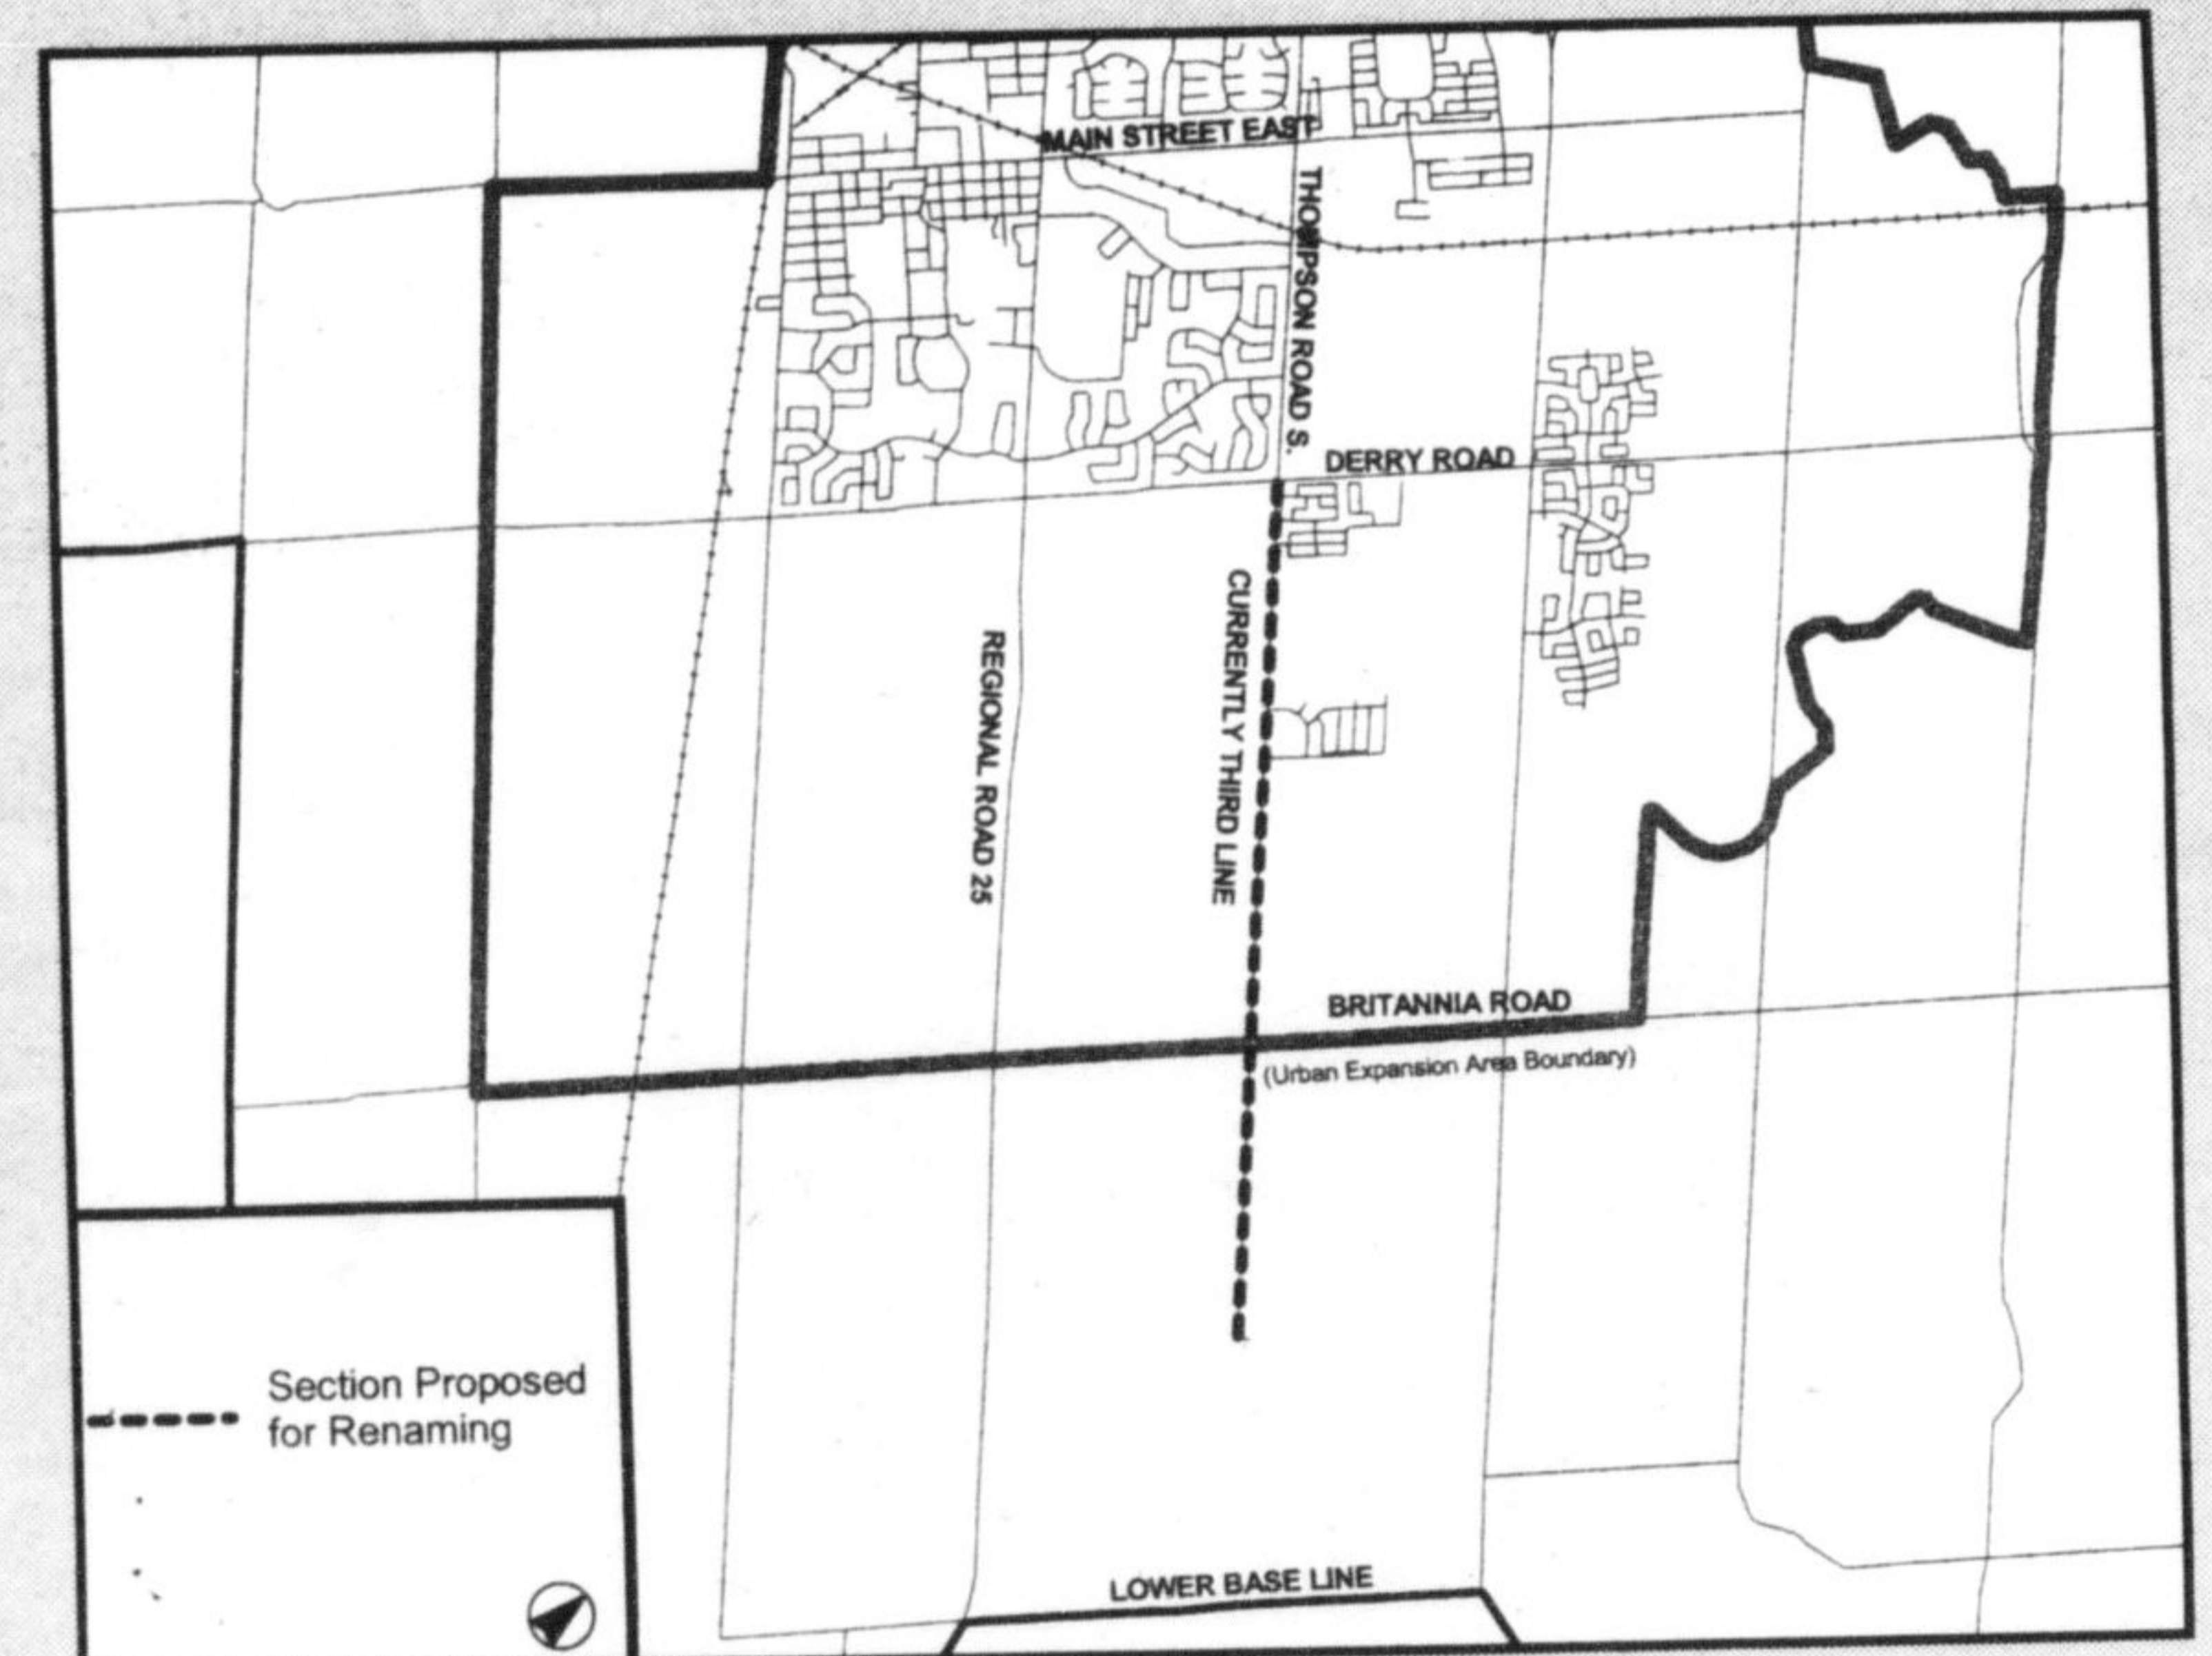 MAIN STREET EAST
THOMPSON ROAD S.
DERRY ROAD
CURRENTLY THIRD LINE
REGIONAL ROAD 25
BRITANNIA ROAD
(Urban Expansion Area Boundary)
Section Proposed
for Renaming
LOWER BASE LINE